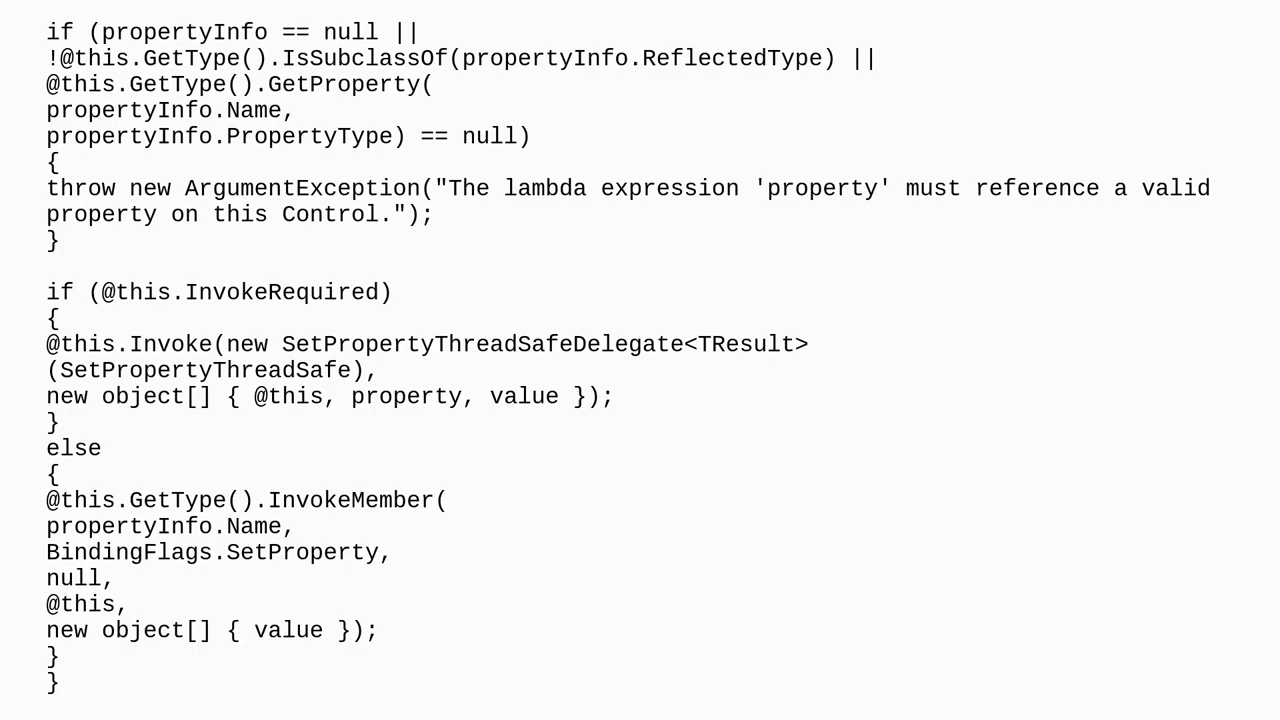 if (propertyInfo == null ||
!@this.GetType().IsSubclassOf(propertyInfo.ReflectedType) ||
@this.GetType().GetProperty(
propertyInfo.Name,
propertyInfo.PropertyType) == null)
{
throw new ArgumentException("The lambda expression 'property' must reference a valid
property on this Control.");
}

if (@this.InvokeRequired)
{
@this.Invoke(new SetPropertyThreadSafeDelegate<TResult>
(SetPropertyThreadSafe),
new object[] { @this, property, value });
}
else
{
@this.GetType().InvokeMember(
propertyInfo.Name,
BindingFlags.SetProperty,
null,
@this,
new object[] { value });
}
}